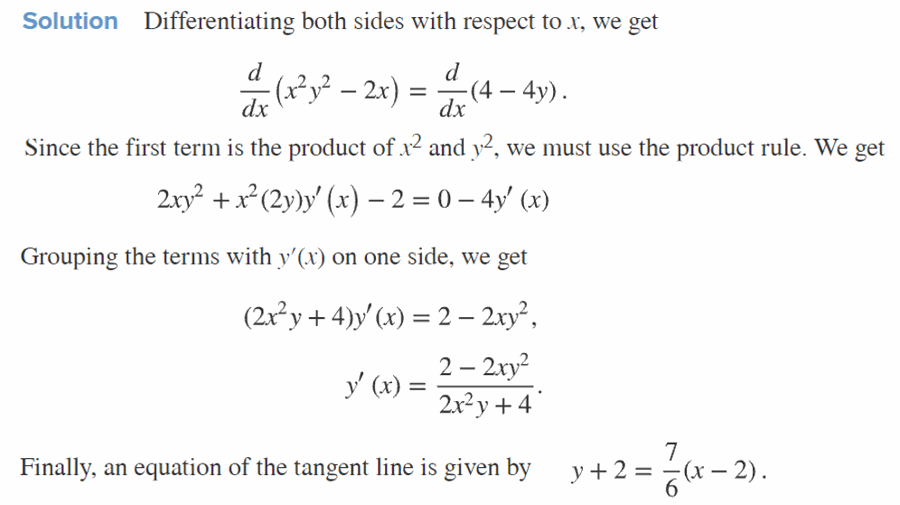 Solution Differentiating both sides with respect to x, we get
d/dx (x²y² − 2x) = d/dx (4 − 4y).
Since the first term is the product of x² and y², we must use the product rule. We get
2xy² + x²(2y)y′(x) − 2 = 0 − 4y′(x)
Grouping the terms with y′(x) on one side, we get
(2x²y + 4)y′(x) = 2 − 2xy²,
y′(x) = (2 − 2xy²)/(2x²y + 4).
Finally, an equation of the tangent line is given by y + 2 = 7/6 (x − 2).